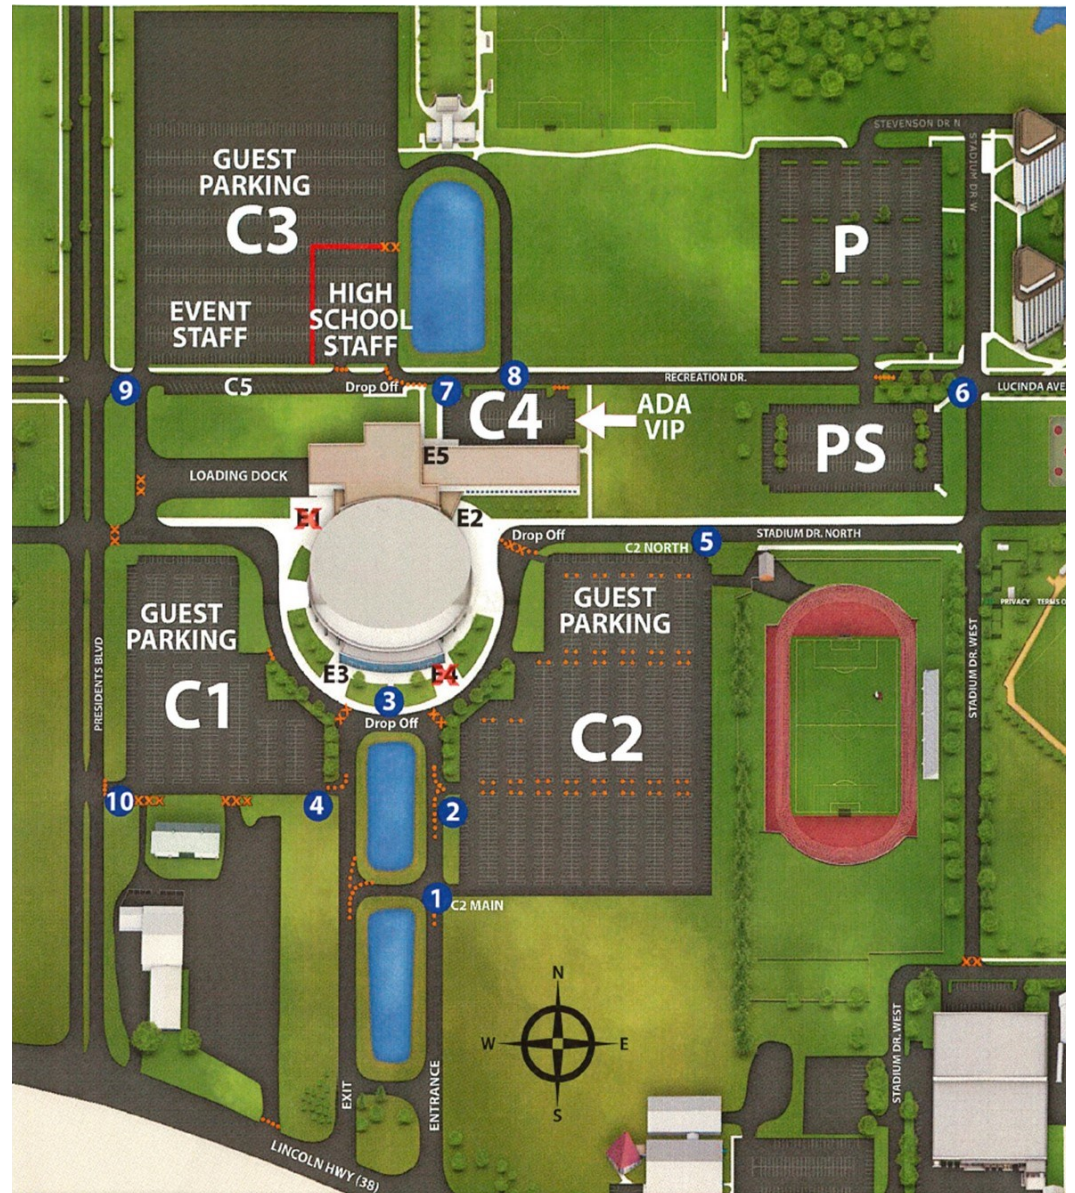 STEVENSON DR N
STADIUM DR. W
GUEST
PARKING
C3
P
HIGH
SCHOOL
STAFF
EVENT
STAFF
C5
Drop Off
7
8
9
RECREATION DR.
6
LUCINDA AVE
C4
ADA
VIP
PS
E5
LOADING DOCK
E1
E2
Drop Off
C2 NORTH
5
STADIUM DR. NORTH
GUEST
PARKING
C1
GUEST
PARKING
C2
PRIVACY
PRESIDENTS BLVD
STADIUM DR. WEST
E3
E4
3
Drop Off
10
4
2
1
C2 MAIN
N
W
E
S
EXIT
ENTRANCE
STADIUM DR. WEST
LINCOLN HWY (38)